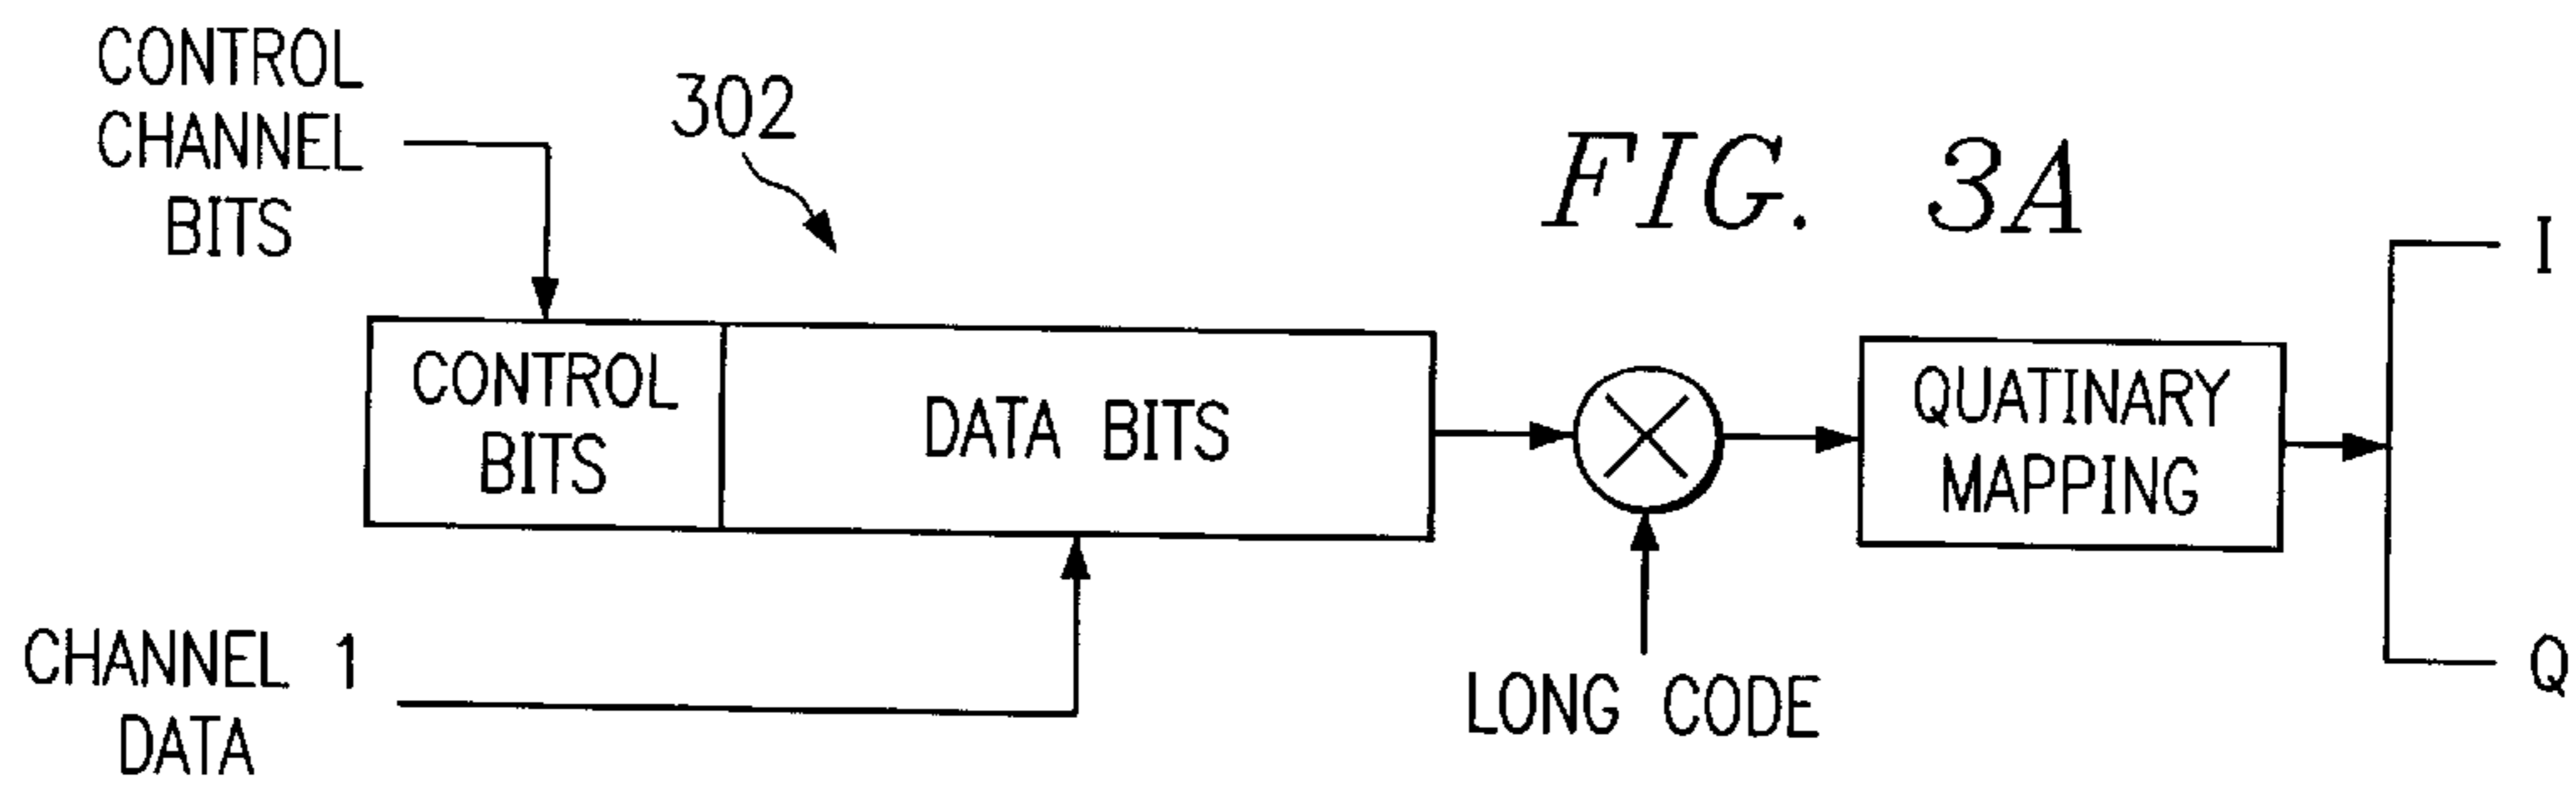 CONTROL
CHANNEL
BITS
302
FIG. 3A
I
CONTROL
BITS
DATA BITS
QUATINARY
MAPPING
CHANNEL 1
DATA
LONG CODE
Q